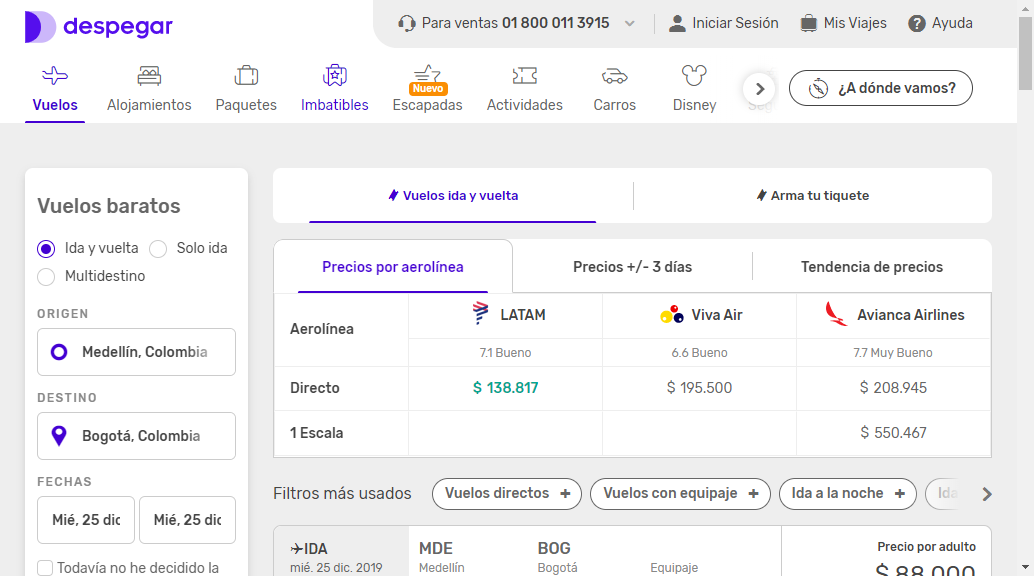 despegar
Para ventas 01 800 011 3915
Iniciar Sesión
Mis Viajes
Ayuda
Vuelos
Alojamientos
Paquetes
Imbatibles
Nuevo
Escapadas
Actividades
Carros
Disney
¿A dónde vamos?
Vuelos baratos
Ida y vuelta
Solo ida
Multidestino
ORIGEN
Medellín, Colombia
DESTINO
Bogotá, Colombia
FECHAS
Mié, 25 dic
Mié, 25 dic
Todavía no he decidido la
Vuelos ida y vuelta
Arma tu tiquete
Precios por aerolínea
Precios +/- 3 días
Tendencia de precios
Aerolínea
LATAM
Viva Air
Avianca Airlines
7.1 Bueno
6.6 Bueno
7.7 Muy Bueno
Directo
$ 138.817
$ 195.500
$ 208.945
1 Escala
$ 550.467
Filtros más usados
Vuelos directos +
Vuelos con equipaje +
Ida a la noche +
Ida
IDA
MDE
BOG
Precio por adulto
mié. 25 dic. 2019
Medellín
Bogotá
Equipaje
$ 88.000